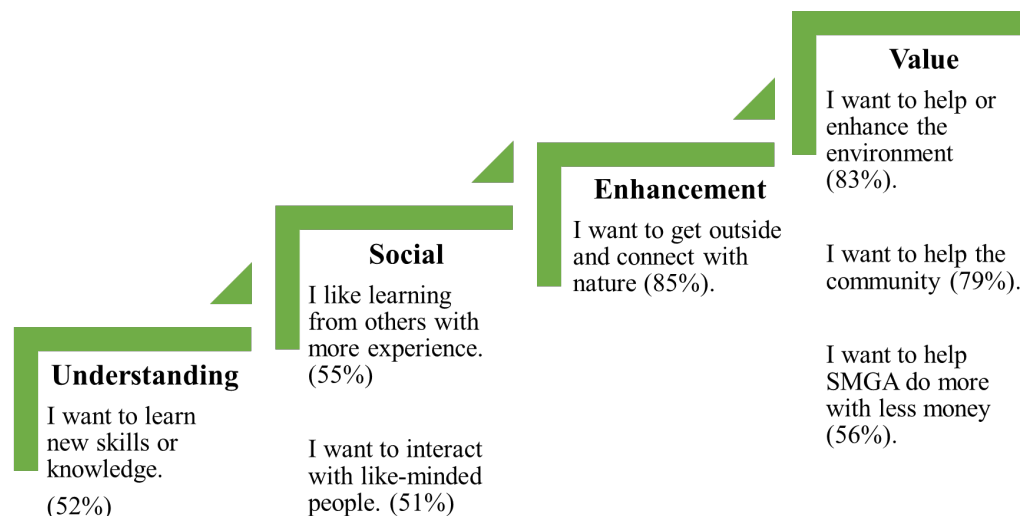 Understanding
I want to learn
new skills or
knowledge.
(52%)
Social
I like learning
from others with
more experience.
(55%)
I want to interact
with like-minded
people. (51%)
Enhancement
I want to get outside
and connect with
nature (85%).
Value
I want to help or
enhance the
environment
(83%).
I want to help the
community (79%).
I want to help
SMGA do more
with less money
(56%).